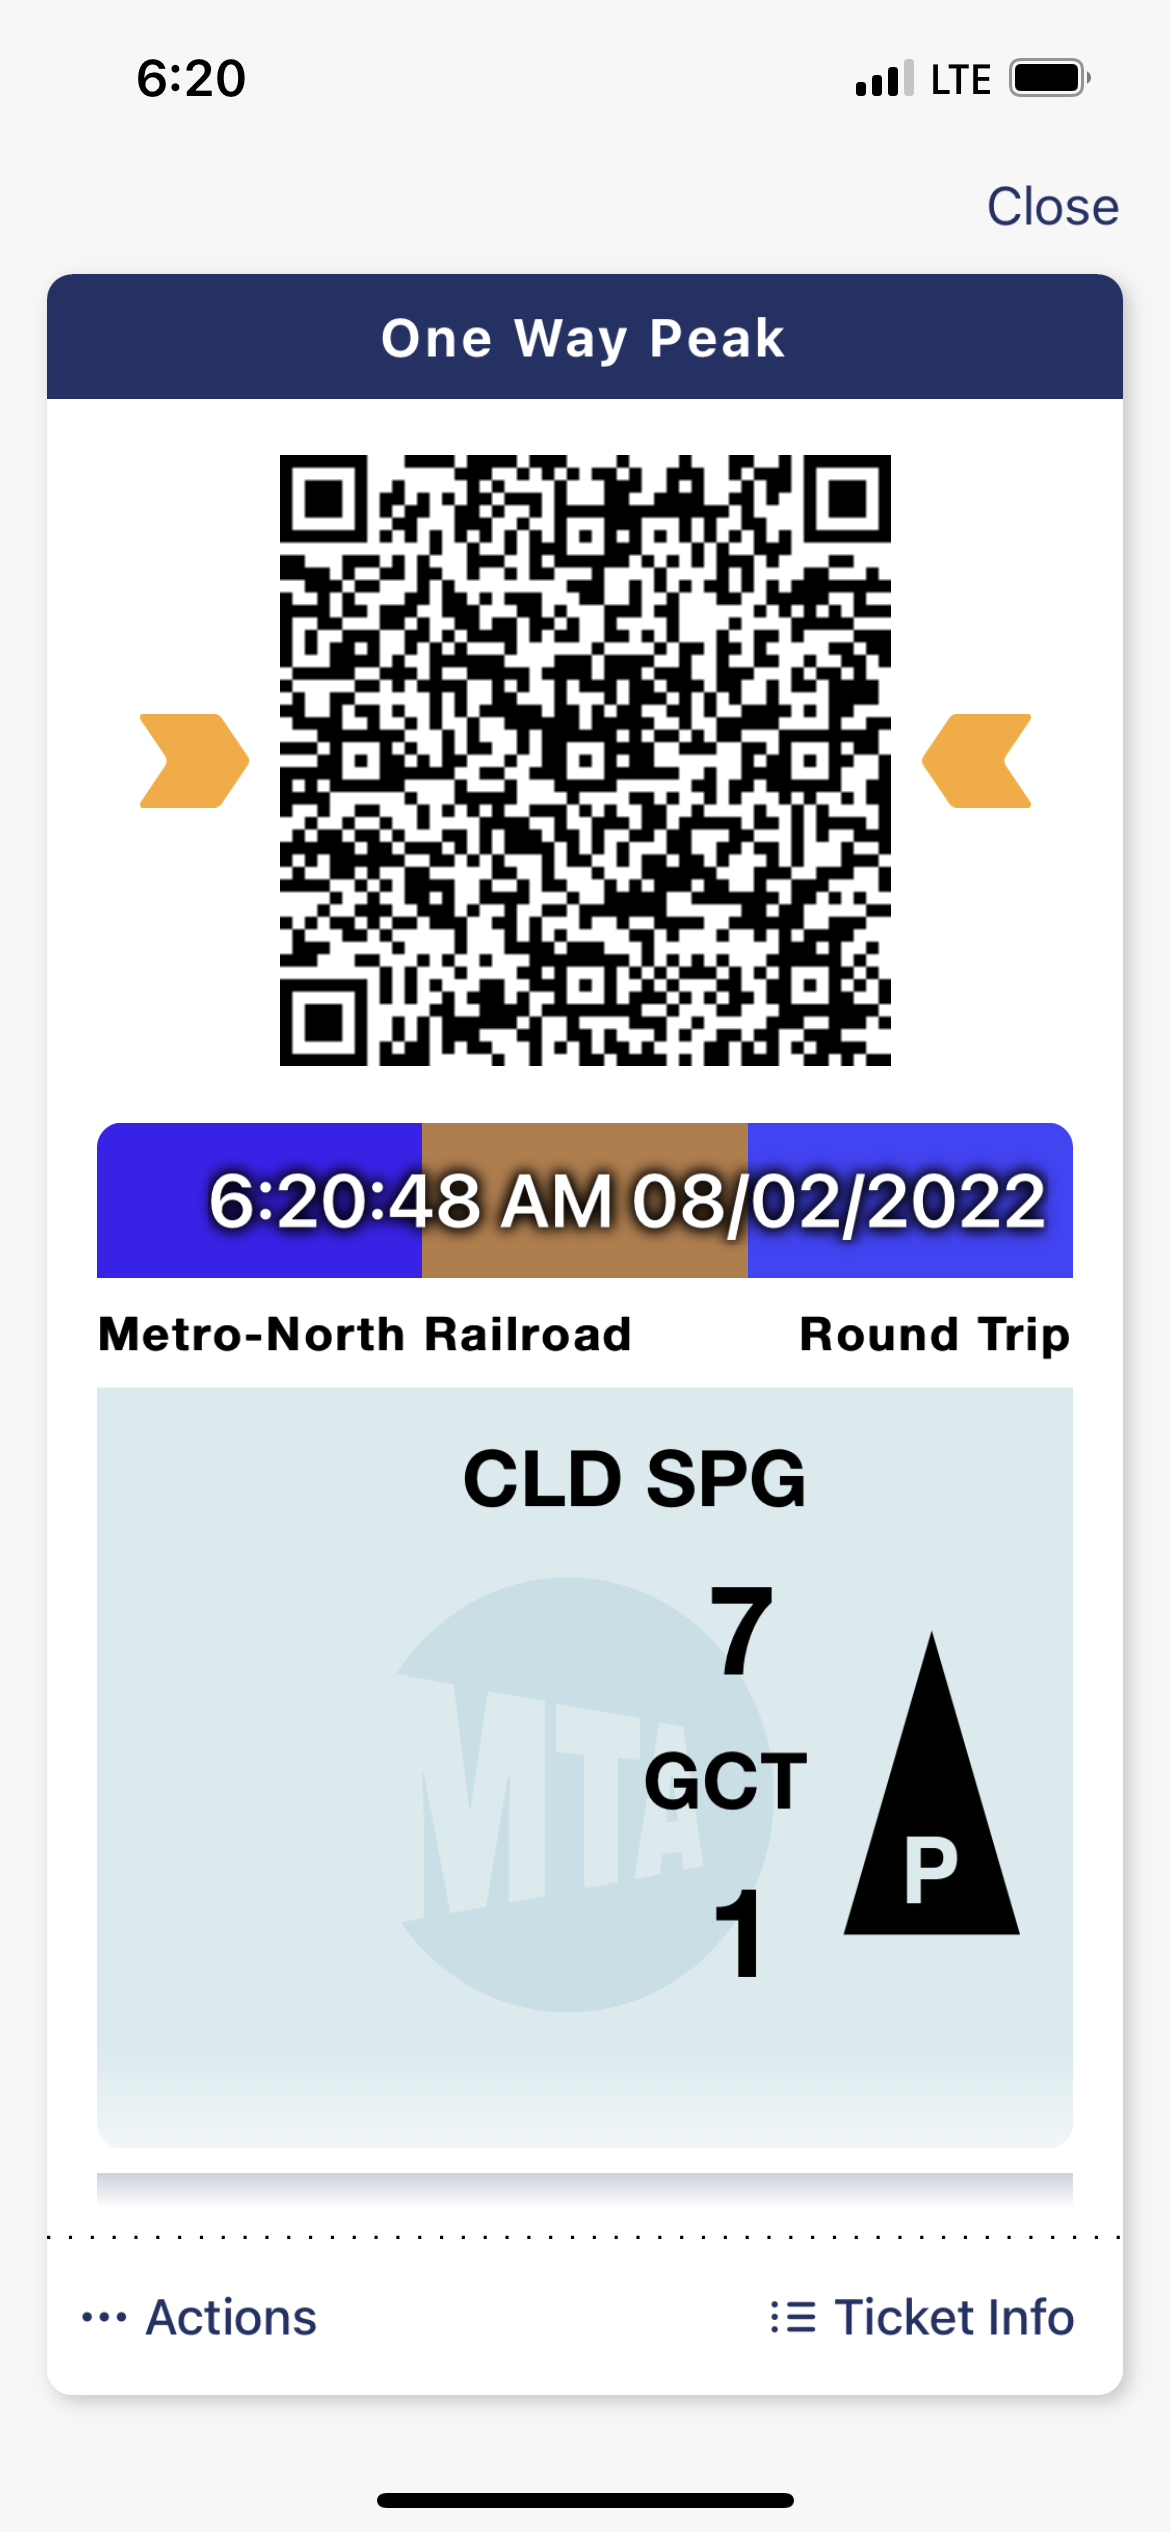 6:20 LTE
Close
One Way Peak
6:20:48 AM 08/02/2022
Metro-North Railroad Round Trip
CLD SPG
7
MTA
GCT
1
P
Actions Ticket Info